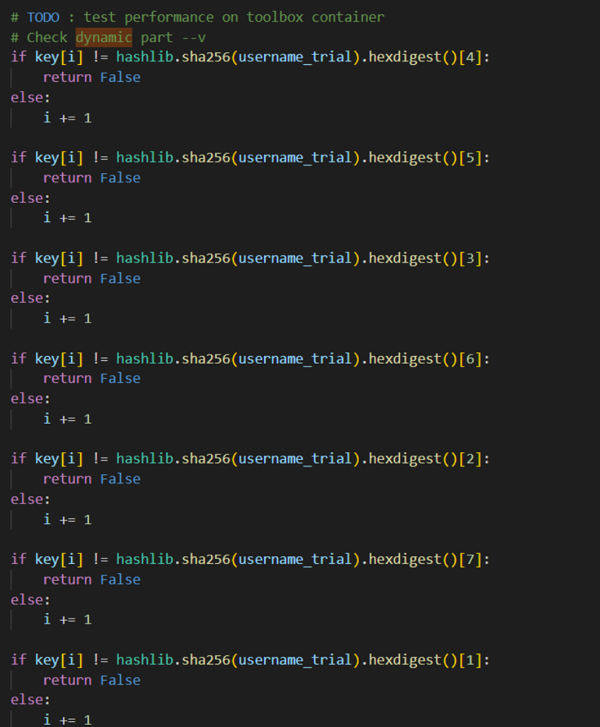 # TODO : test performance on toolbox container
# Check dynamic part --v
if key[i] != hashlib.sha256(username_trial).hexdigest()[4]:
    return False
else:
    i += 1

if key[i] != hashlib.sha256(username_trial).hexdigest()[5]:
    return False
else:
    i += 1

if key[i] != hashlib.sha256(username_trial).hexdigest()[3]:
    return False
else:
    i += 1

if key[i] != hashlib.sha256(username_trial).hexdigest()[6]:
    return False
else:
    i += 1

if key[i] != hashlib.sha256(username_trial).hexdigest()[2]:
    return False
else:
    i += 1

if key[i] != hashlib.sha256(username_trial).hexdigest()[7]:
    return False
else:
    i += 1

if key[i] != hashlib.sha256(username_trial).hexdigest()[1]:
    return False
else:
    i += 1